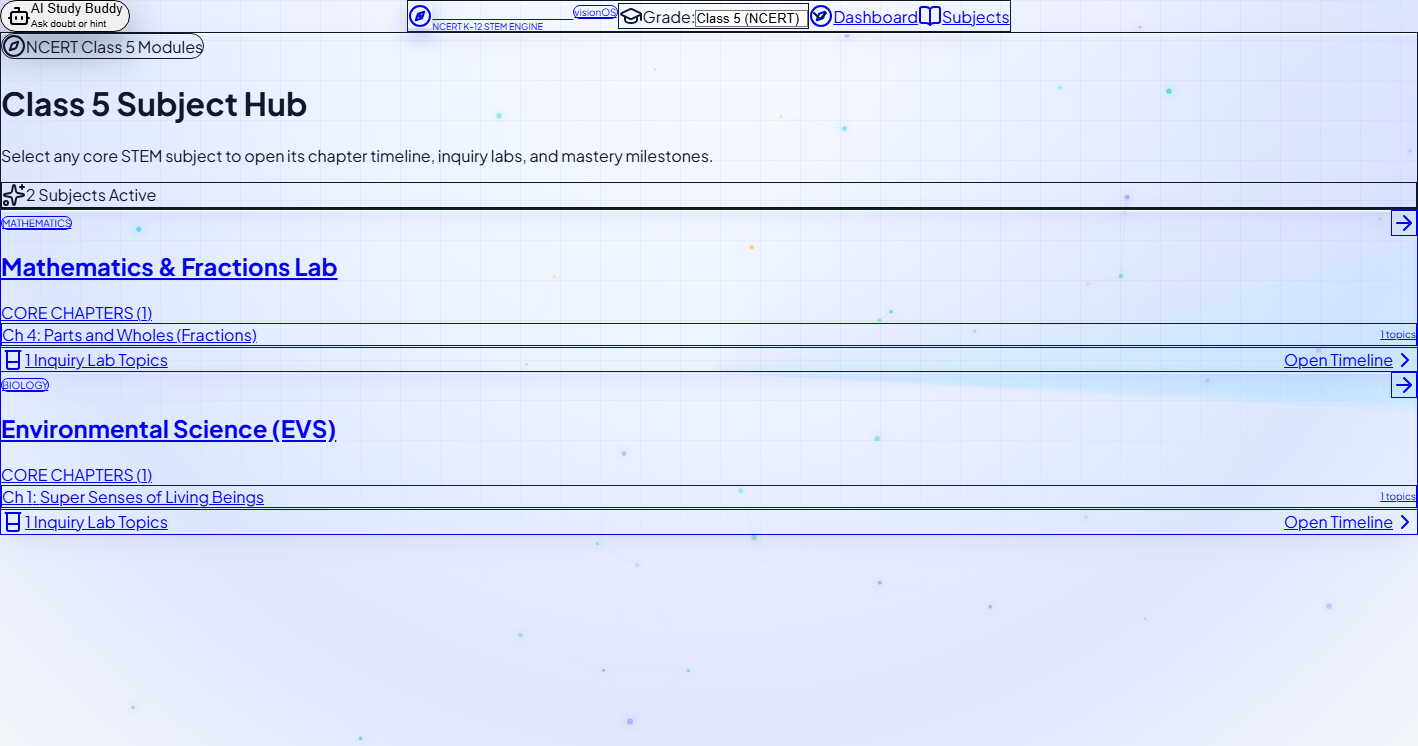 AI Study Buddy
Ask doubt or hint
NCERT K-12 STEM ENGINE
visionOS
Grade: Class 5 (NCERT)
Dashboard
Subjects
NCERT Class 5 Modules
Class 5 Subject Hub
Select any core STEM subject to open its chapter timeline, inquiry labs, and mastery milestones.
2 Subjects Active
MATHEMATICS
Mathematics & Fractions Lab
CORE CHAPTERS (1)
Ch 4: Parts and Wholes (Fractions)
1 topics
1 Inquiry Lab Topics
Open Timeline
BIOLOGY
Environmental Science (EVS)
CORE CHAPTERS (1)
Ch 1: Super Senses of Living Beings
1 topics
1 Inquiry Lab Topics
Open Timeline